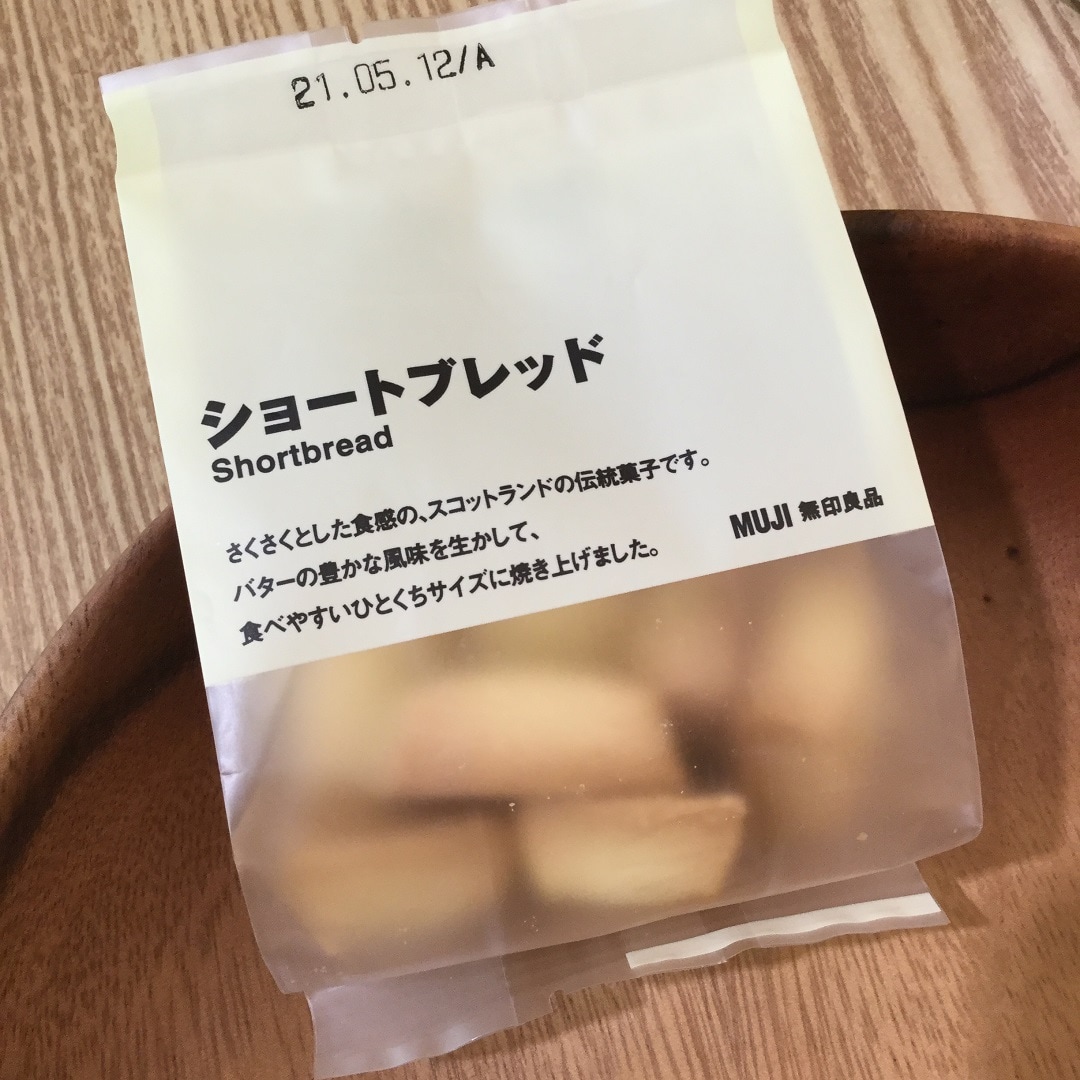 21.05.12/A
ショートブレッド
Shortbread
さくさくとした食感の、スコットランドの伝統菓子です。
バターの豊かな風味を生かして、
食べやすいひとくちサイズに焼き上げました。
MUJI 無印良品